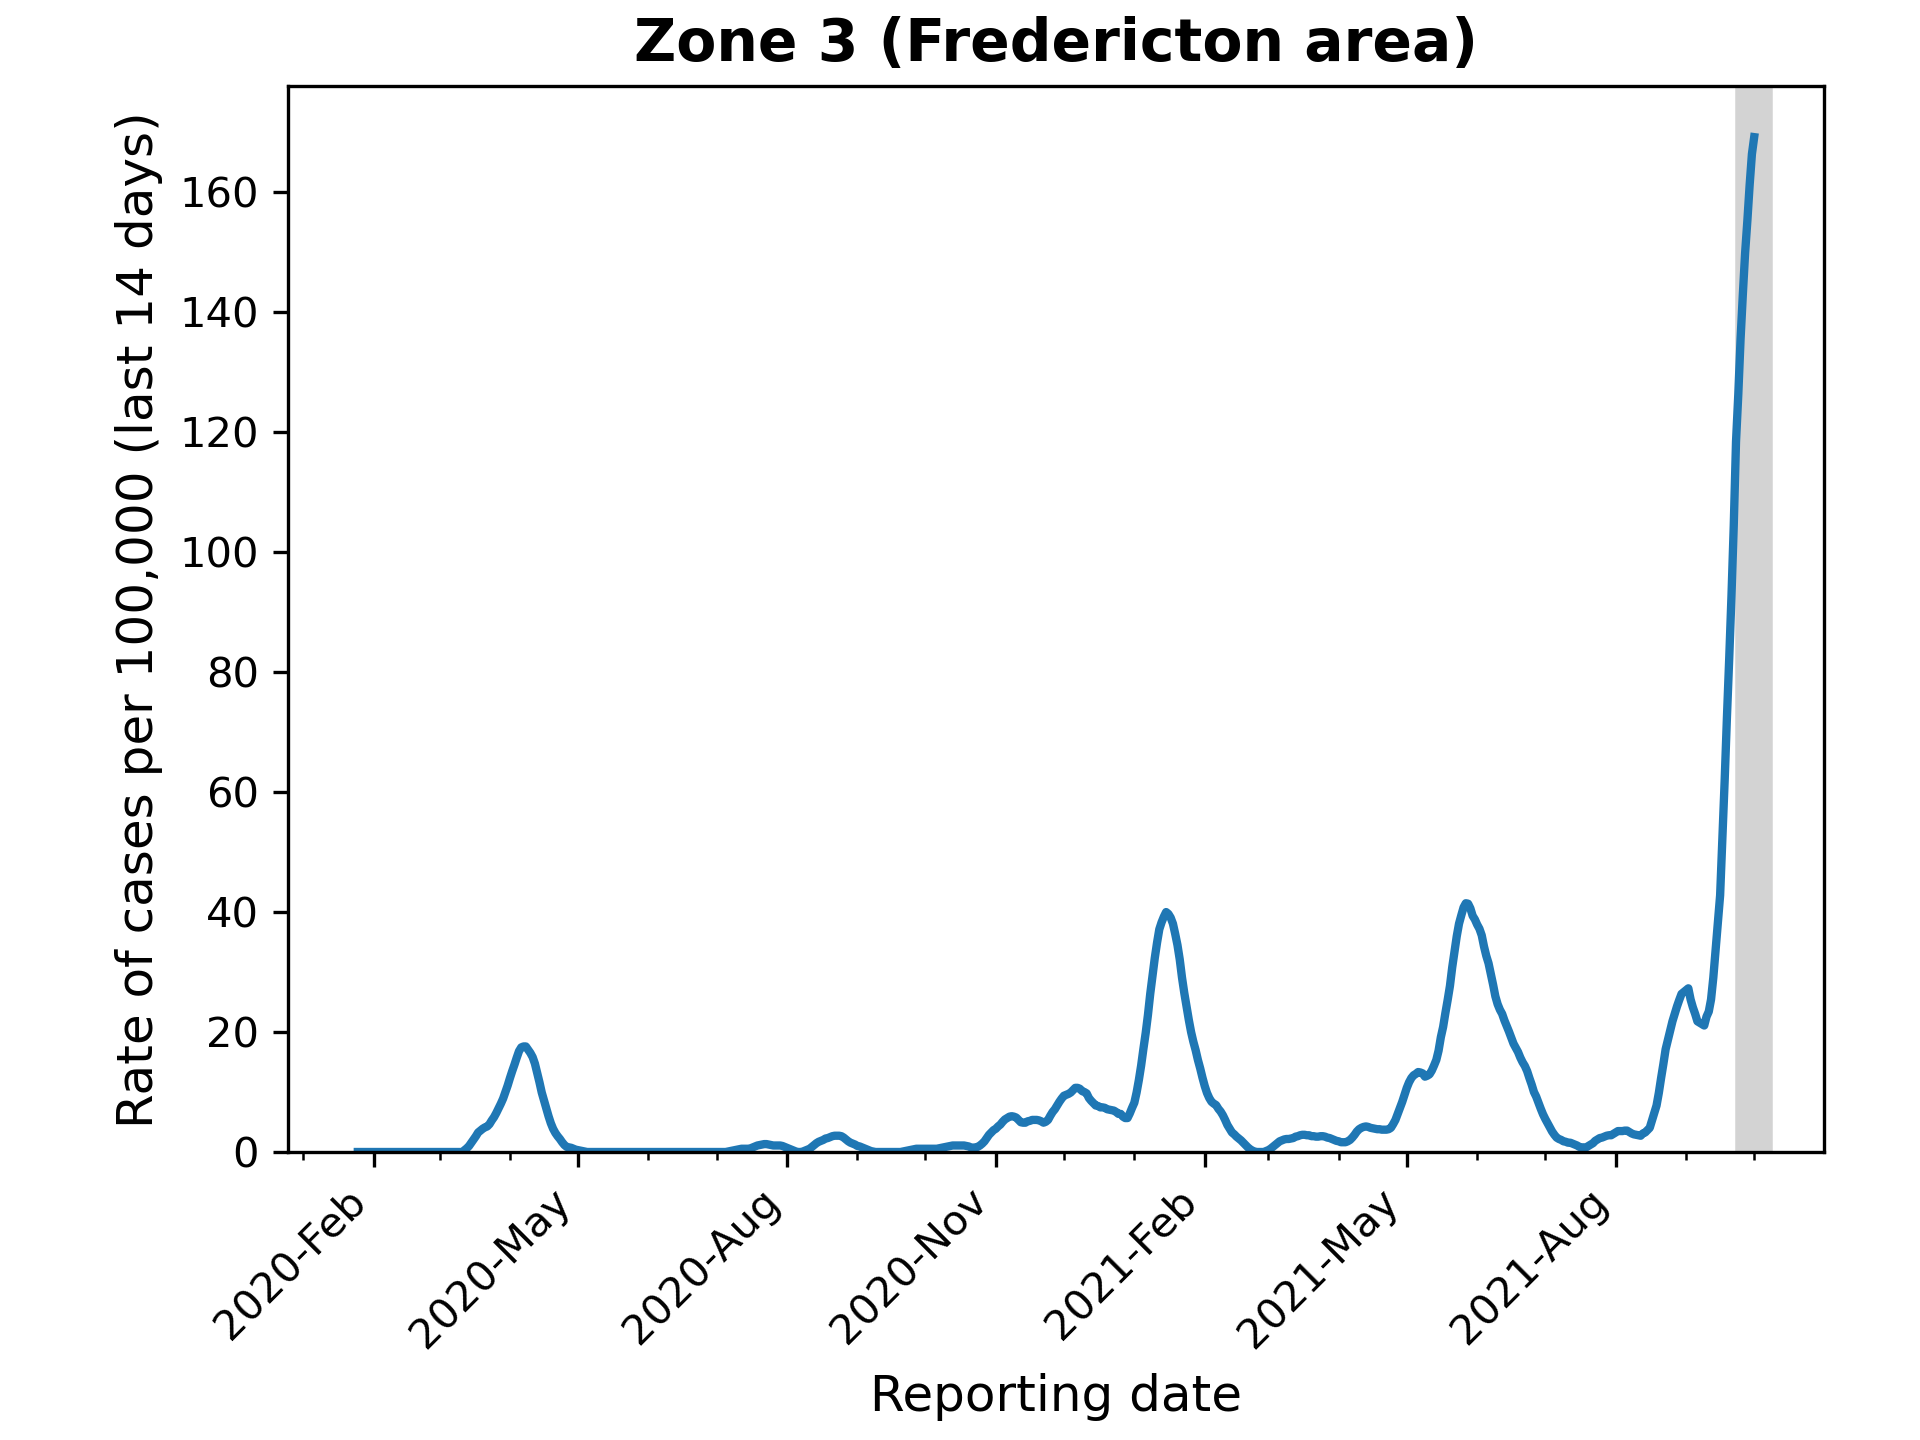 Zone 3 (Fredericton area)
Rate of cases per 100,000 (last 14 days)
160
140
120
100
80
60
40
20
0
2020-Feb
2020-May
2020-Aug
2020-Nov
2021-Feb
2021-May
2021-Aug
Reporting date